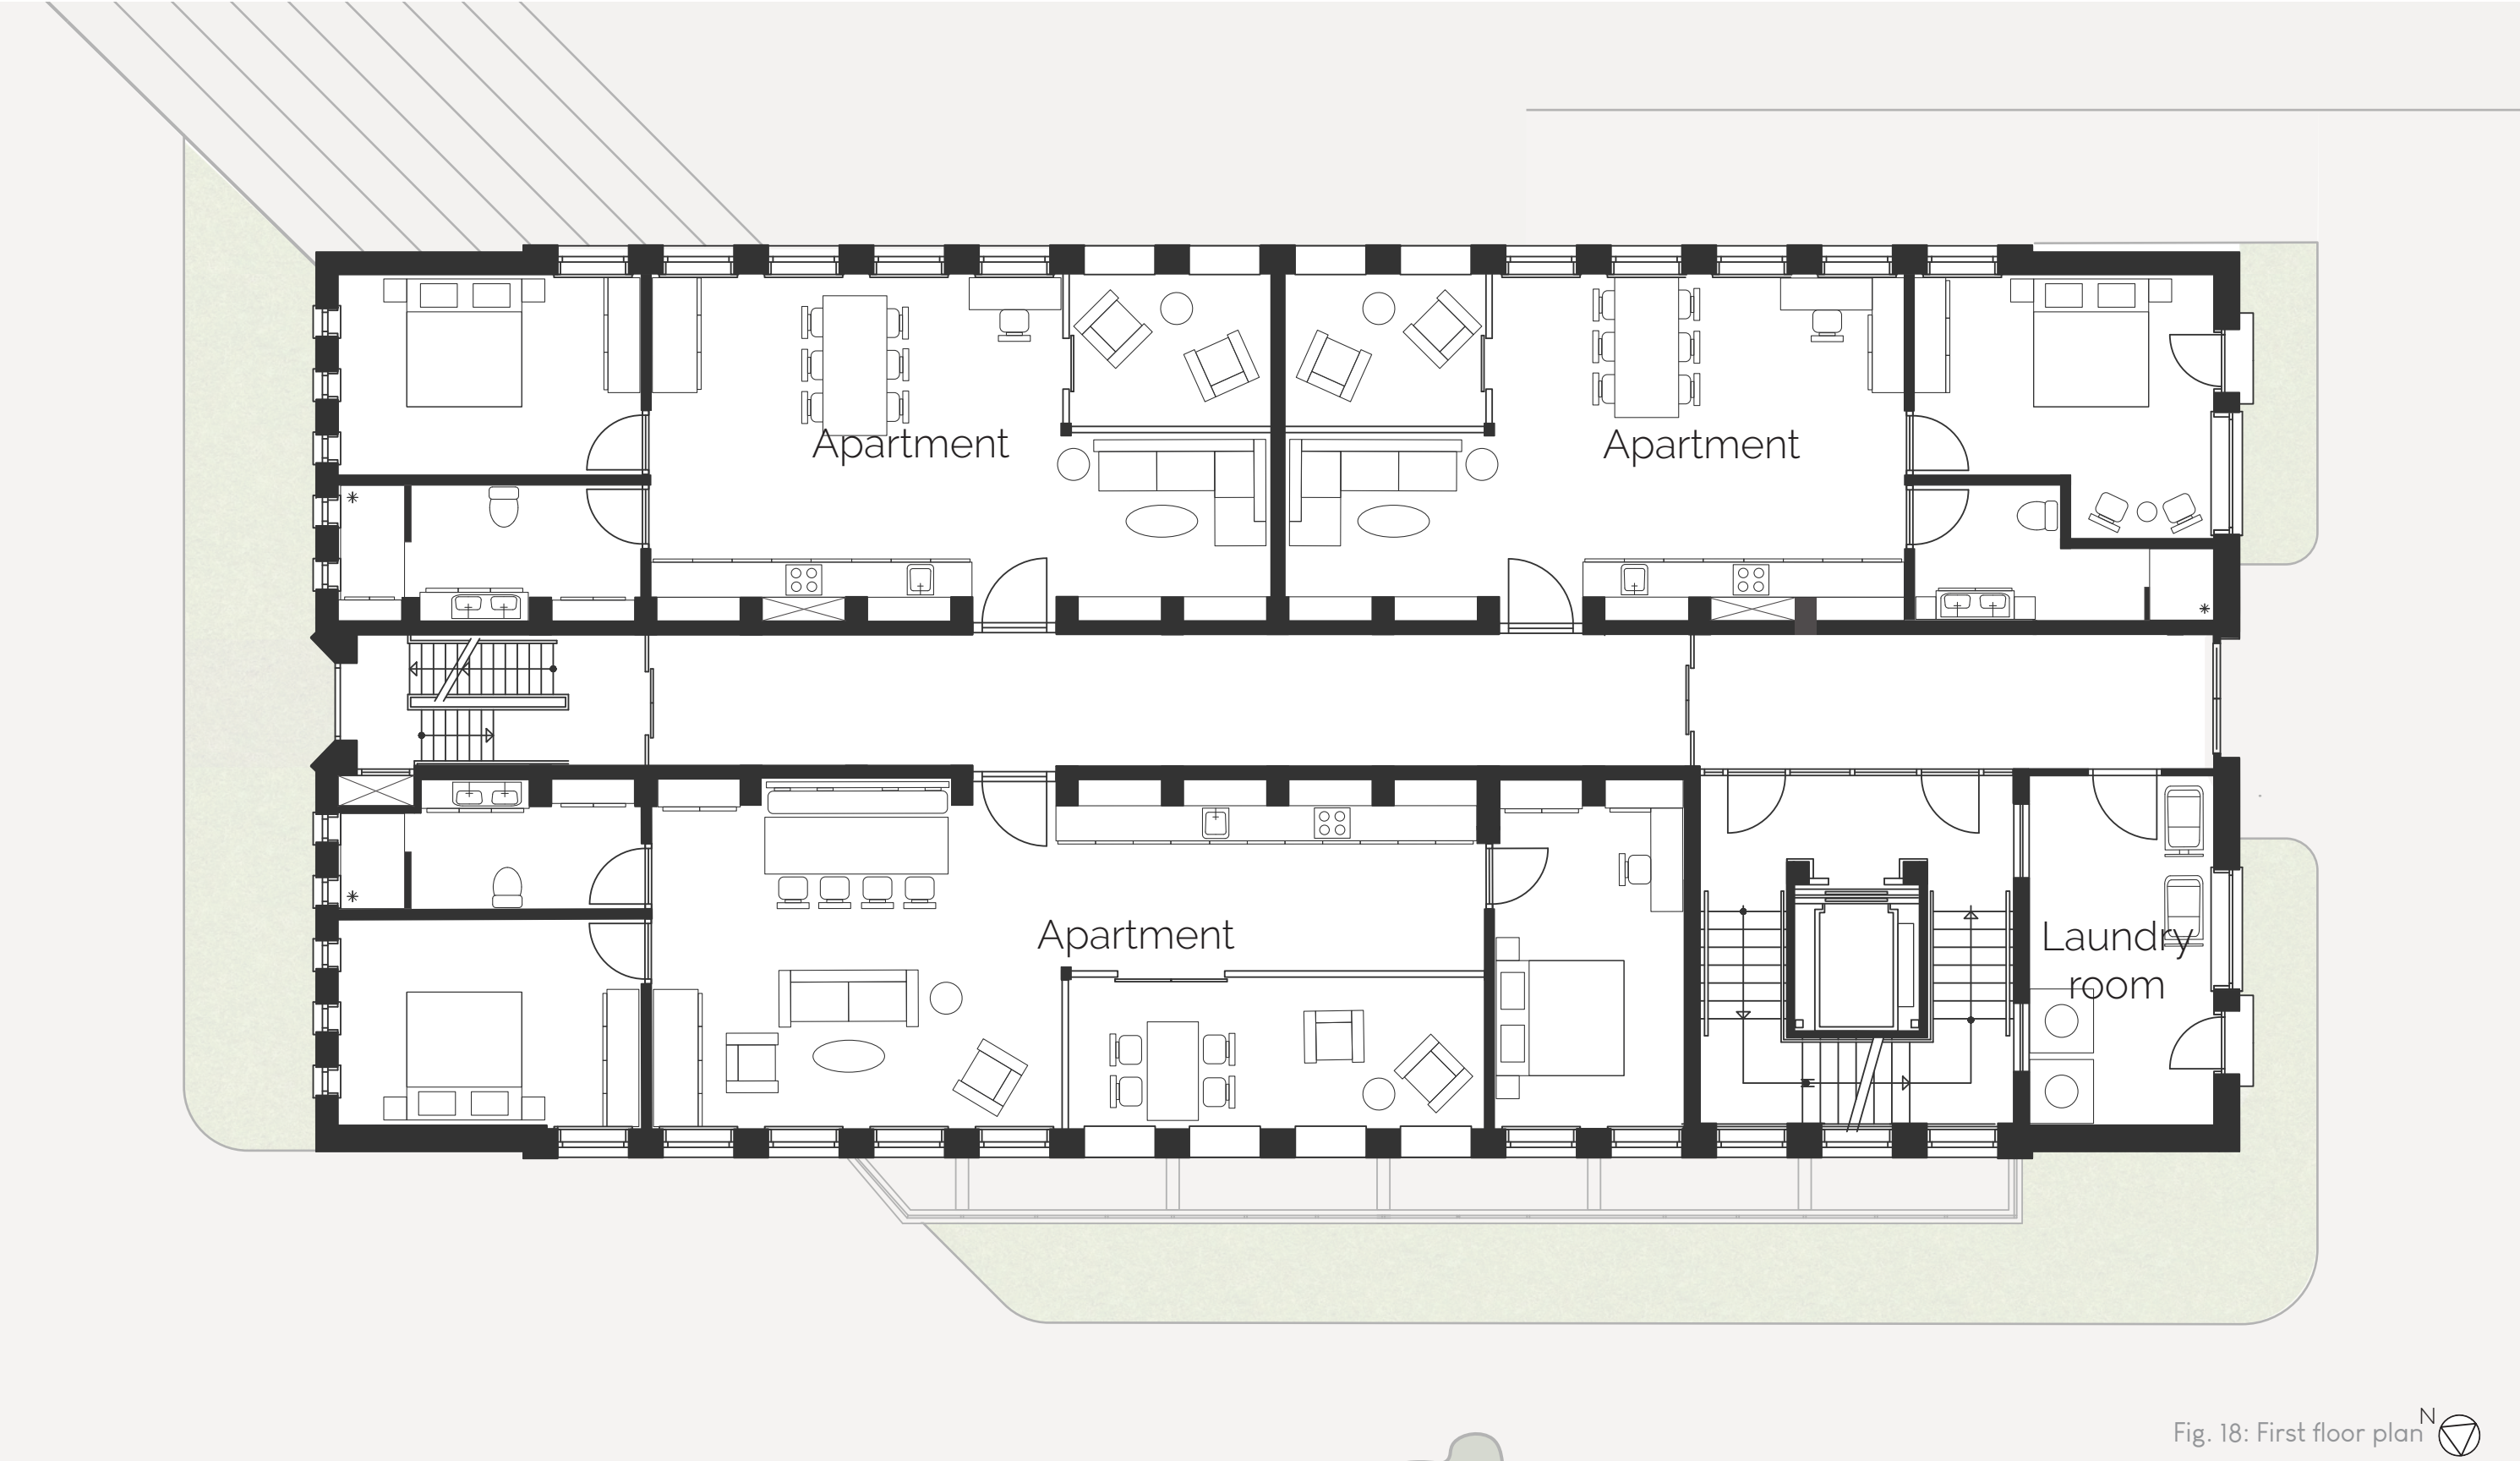 Apartment
Apartment
Apartment
Laundry
room
N
Fig. 18: First floor plan